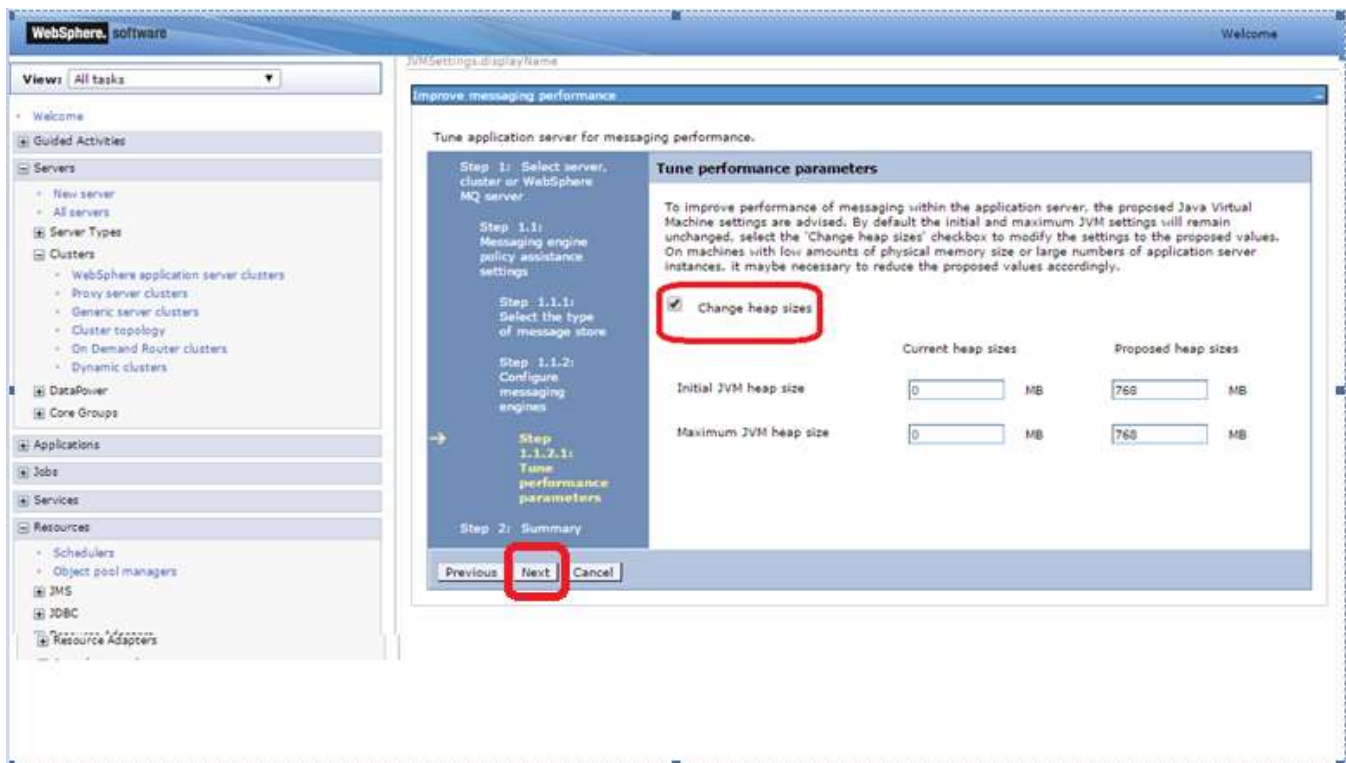 WebSphere. software
Welcome
View: All tasks
Welcome
Guided Activities
Servers
New server
All servers
Server Types
Clusters
WebSphere application server clusters
Proxy server clusters
Generic server clusters
Cluster topology
On Demand Router clusters
Dynamic clusters
DataPower
Core Groups
Applications
Jobs
Services
Resources
Schedulers
Object pool managers
JMS
JDBC
Resource Adapters
JVMSettings.displayName
Improve messaging performance
Tune application server for messaging performance.
Step 1: Select server,
cluster or WebSphere
MQ server
Step 1.1:
Messaging engine
policy assistance
settings
Step 1.1.1:
Select the type
of message store
Step 1.1.2:
Configure
messaging
engines
Step
1.1.2.1:
Tune
performance
parameters
Step 2: Summary
Tune performance parameters
To improve performance of messaging within the application server, the proposed Java Virtual
Machine settings are advised. By default the initial and maximum JVM settings will remain
unchanged, select the 'Change heap sizes' checkbox to modify the settings to the proposed values.
On machines with low amounts of physical memory size or large numbers of application server
instances, it maybe necessary to reduce the proposed values accordingly.
Change heap sizes
Current heap sizes Proposed heap sizes
Initial JVM heap size 0 MB 768 MB
Maximum JVM heap size 0 MB 768 MB
Previous Next Cancel